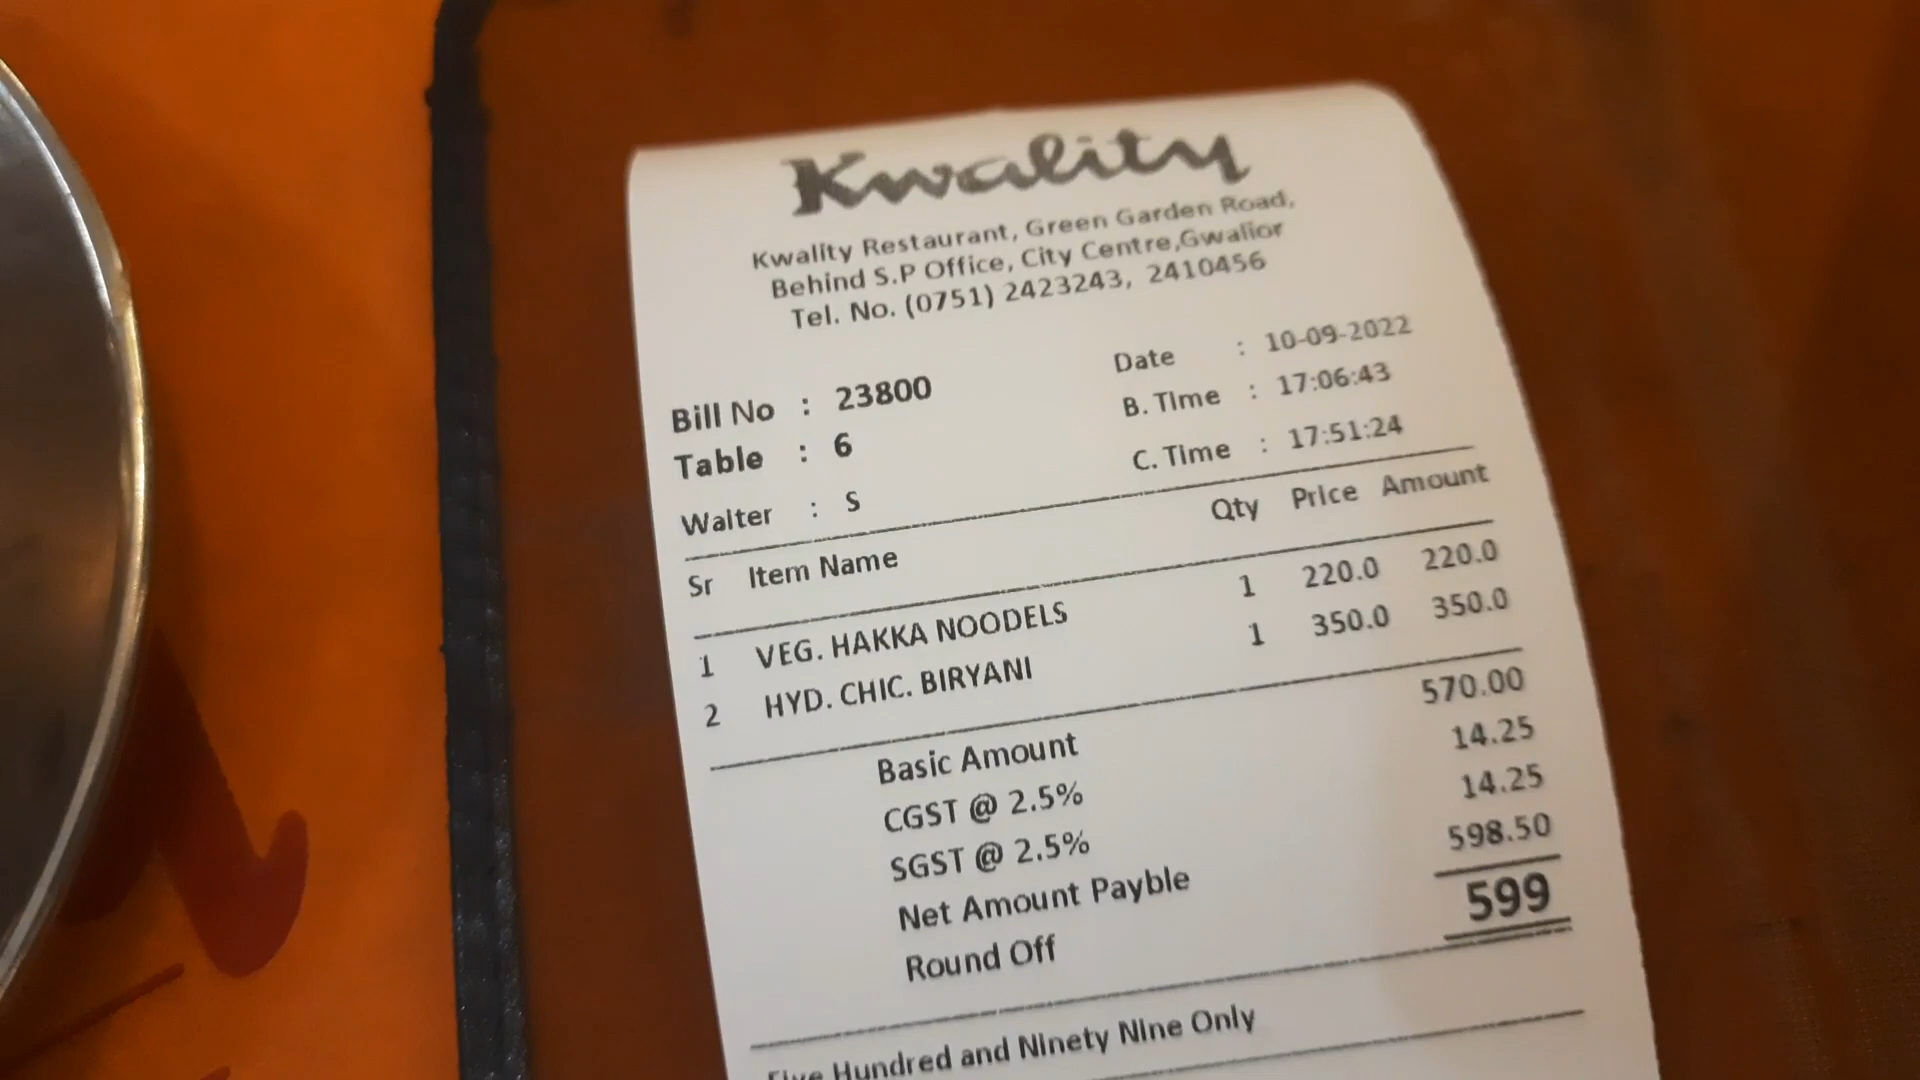 Kwality
Kwality Restaurant, Green Garden Road,
Behind S.P Office, City Centre,Gwalior
Tel. No. (0751) 2423243, 2410456
Bill No : 23800
Date : 10-09-2022
Table : 6
B. Time : 17:06:43
Waiter : S
C. Time : 17:51:24
Sr Item Name Qty Price Amount
1 VEG. HAKKA NOODELS 1 220.0 220.0
2 HYD. CHIC. BIRYANI 1 350.0 350.0
Basic Amount 570.00
CGST @ 2.5% 14.25
SGST @ 2.5% 14.25
Net Amount Payble 598.50
Round Off 599
Five Hundred and Ninety Nine Only